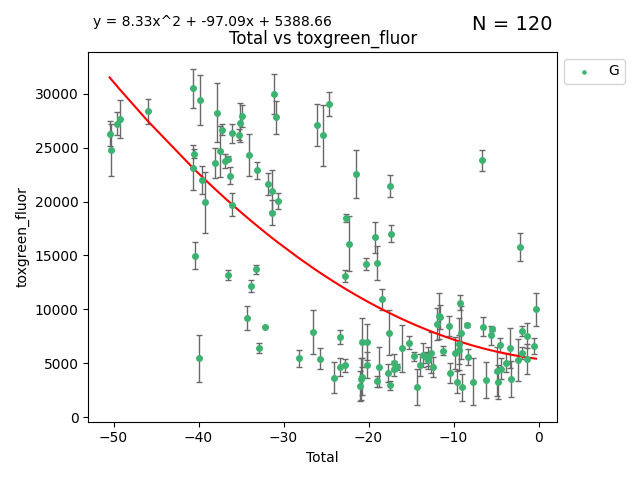 y = 8.33x^2 + -97.09x + 5388.66
N = 120
Total vs toxgreen_fluor
G
30000
25000
20000
15000
10000
5000
0
toxgreen_fluor
−50
−40
−30
−20
−10
0
Total